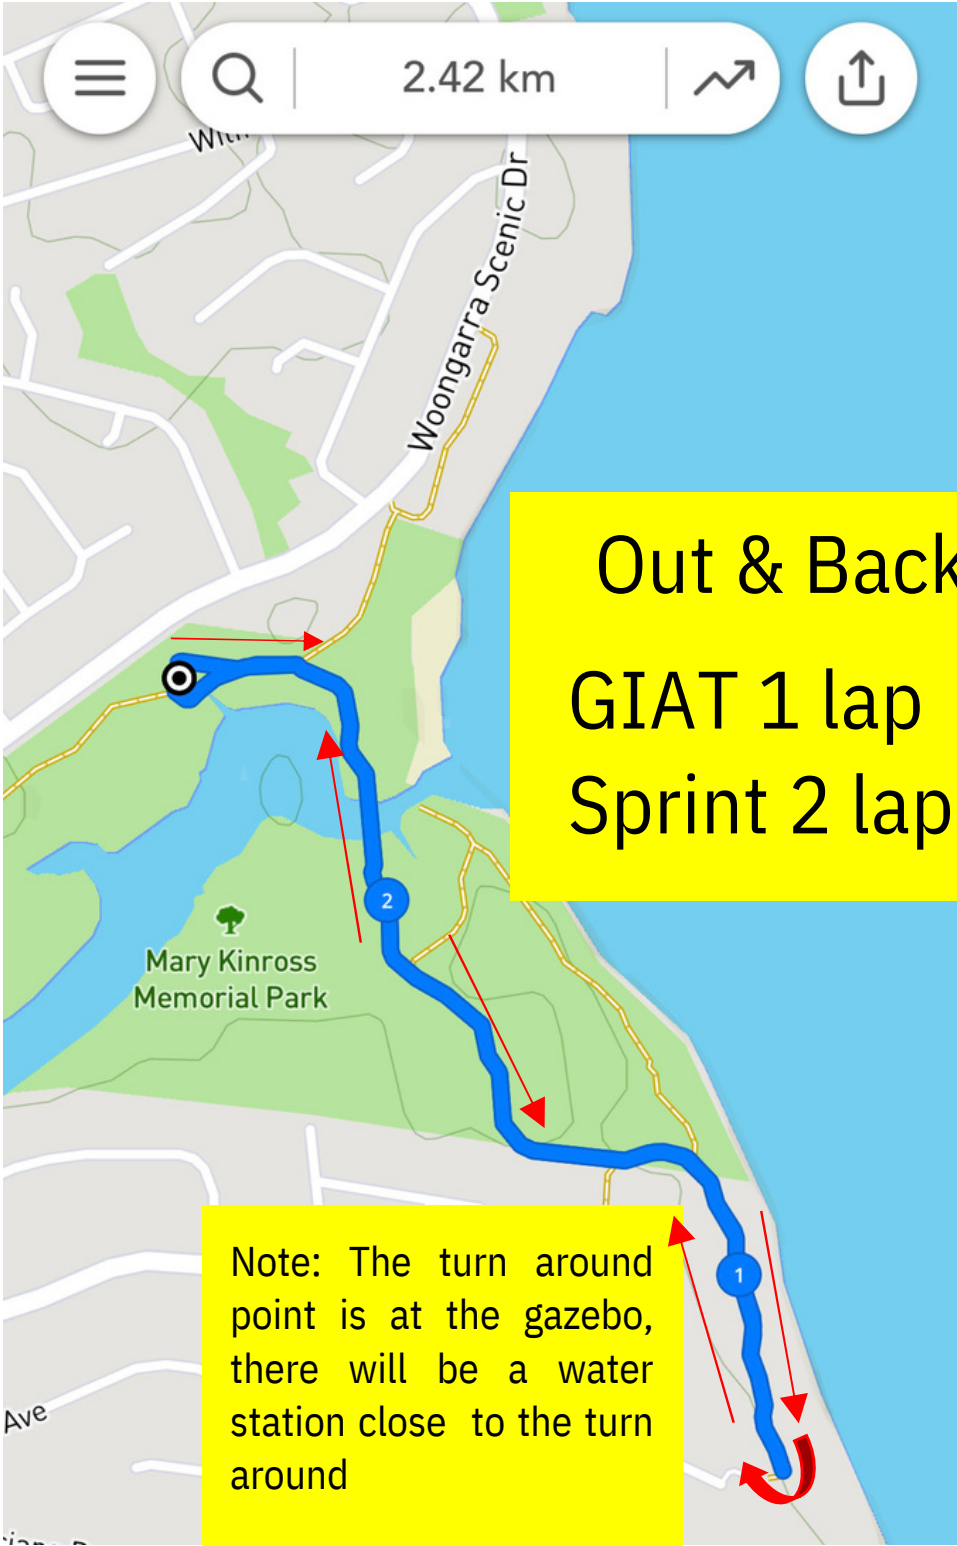 2.42 km
With
Woongarra Scenic Dr
Out & Back
GIAT 1 lap
Sprint 2 lap
2
Mary Kinross
Memorial Park
1
Note: The turn around
point is at the gazebo,
there will be a water
station close to the turn
around
Ave